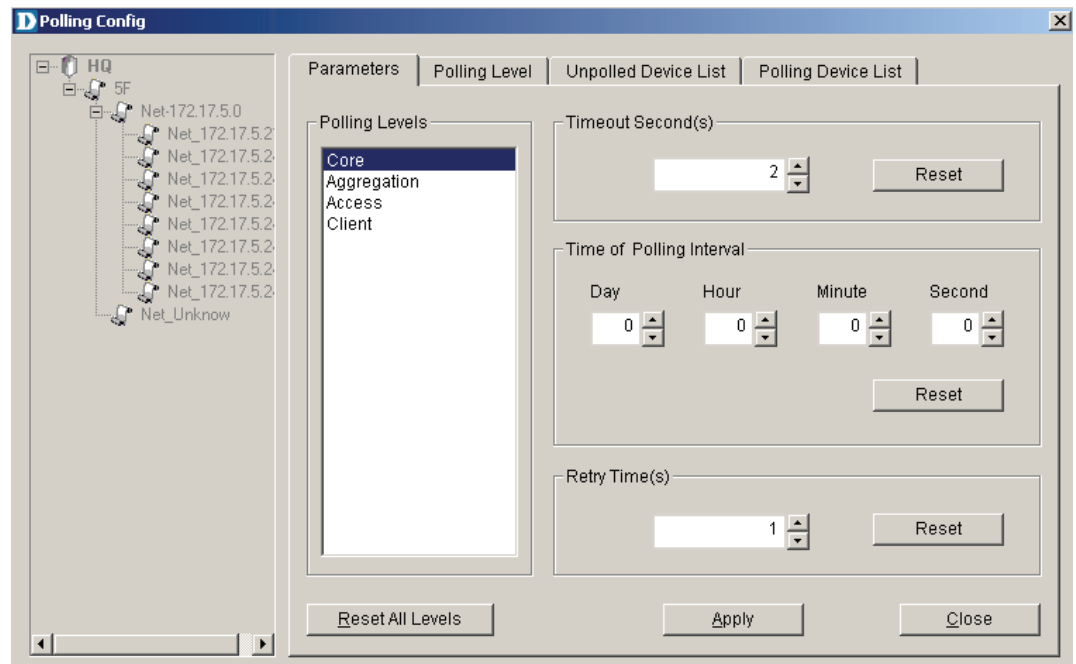 D Polling Config
HQ
5F
Net-172.17.5.0
Net_172.17.5.2
Net_172.17.5.2
Net_172.17.5.2
Net_172.17.5.2
Net_172.17.5.2
Net_172.17.5.2
Net_172.17.5.2
Net_172.17.5.2
Net_Unknow
Parameters Polling Level Unpolled Device List Polling Device List
Polling Levels
Core
Aggregation
Access
Client
Timeout Second(s)
2 Reset
Time of Polling Interval
Day Hour Minute Second
0 0 0 0
Reset
Retry Time(s)
1 Reset
Reset All Levels Apply Close